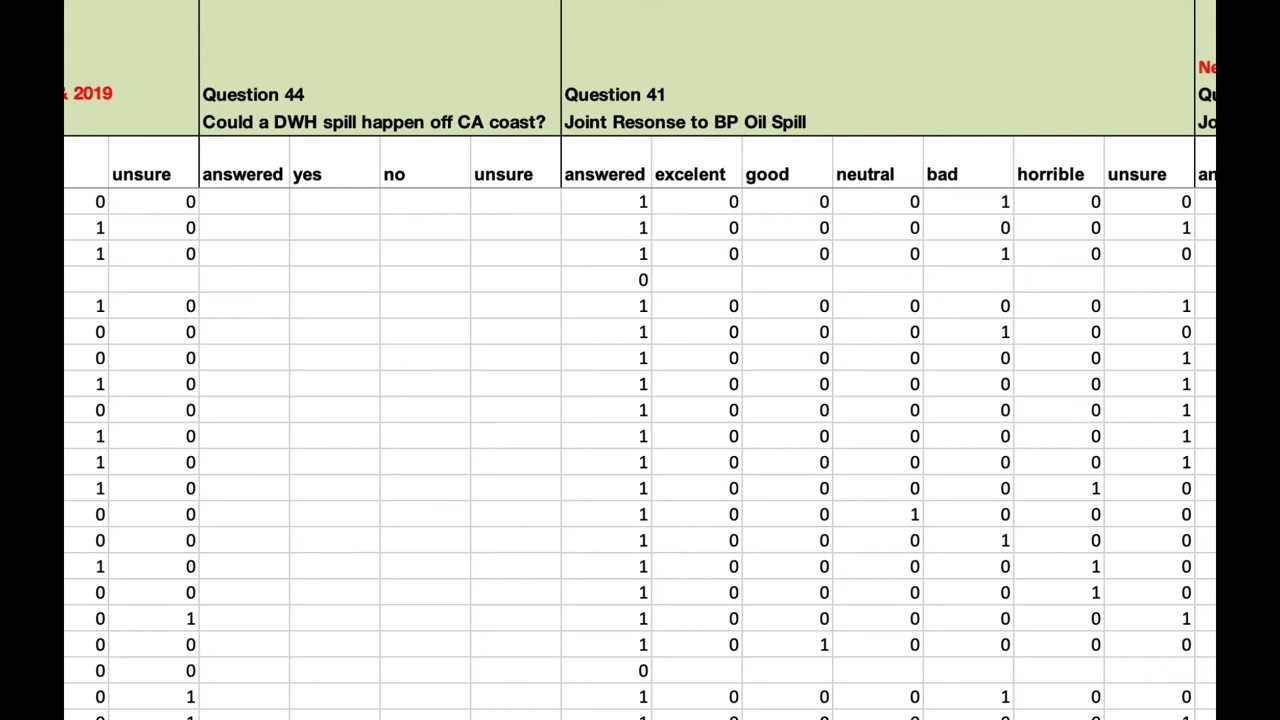 Ne
& 2019 Question 44 Question 41 Qu
Could a DWH spill happen off CA coast? Joint Resonse to BP Oil Spill Jo
unsure answered yes no unsure answered excelent good neutral bad horrible unsure an
0 0 1 0 0 0 1 0 0
1 0 1 0 0 0 0 0 1
1 0 1 0 0 0 1 0 0
0
1 0 1 0 0 0 0 0 1
0 0 1 0 0 0 1 0 0
0 0 1 0 0 0 0 0 1
1 0 1 0 0 0 0 0 1
0 0 1 0 0 0 0 0 1
1 0 1 0 0 0 0 0 1
1 0 1 0 0 0 0 0 1
1 0 1 0 0 0 0 1 0
0 0 1 0 0 1 0 0 0
0 0 1 0 0 0 1 0 0
1 0 1 0 0 0 0 1 0
0 0 1 0 0 0 0 1 0
0 1 1 0 0 0 0 0 1
0 0 1 0 1 0 0 0 0
0 0 0
0 1 1 0 0 0 1 0 0